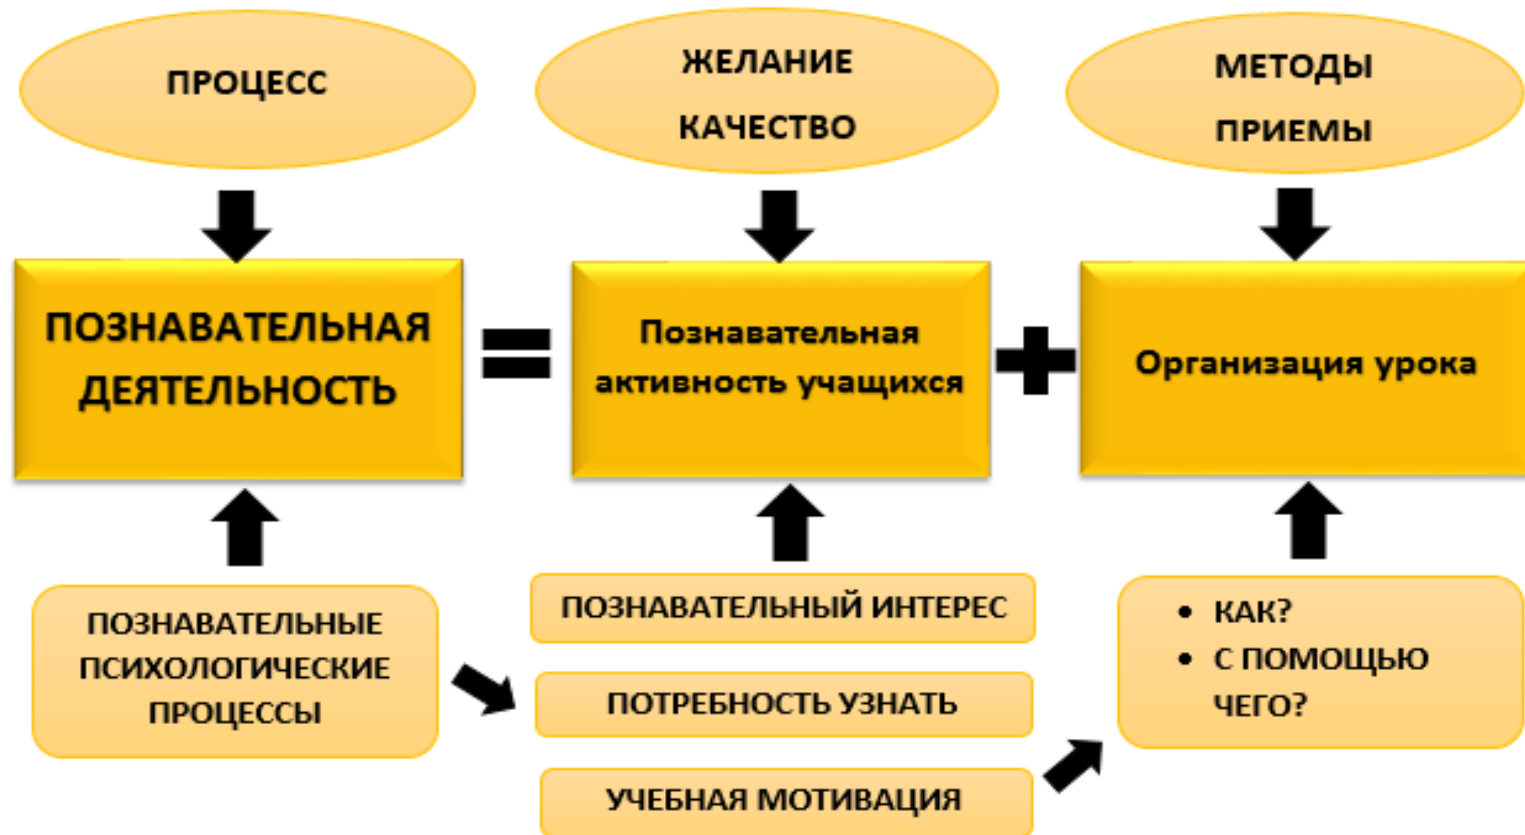 ПРОЦЕСС
ЖЕЛАНИЕ
КАЧЕСТВО
МЕТОДЫ
ПРИЕМЫ
ПОЗНАВАТЕЛЬНАЯ
ДЕЯТЕЛЬНОСТЬ
=
Познавательная
активность учащихся
+
Организация урока
ПОЗНАВАТЕЛЬНЫЕ
ПСИХОЛОГИЧЕСКИЕ
ПРОЦЕССЫ
ПОЗНАВАТЕЛЬНЫЙ ИНТЕРЕС
ПОТРЕБНОСТЬ УЗНАТЬ
УЧЕБНАЯ МОТИВАЦИЯ
• КАК?
• С ПОМОЩЬЮ
ЧЕГО?